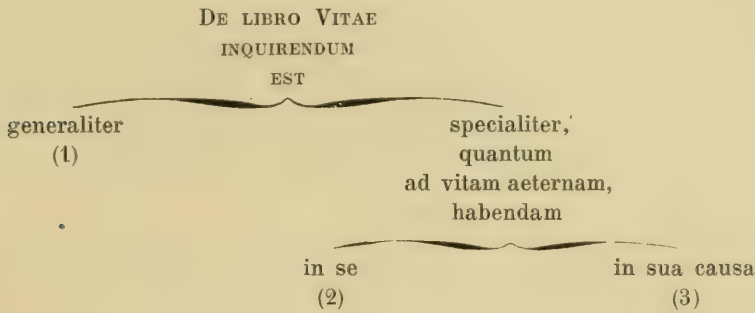 DE LIBRO VITAE
INQUIRENDUM
EST
generaliter
(1)
specialiter,
quantum
ad vitam aeternam,
habendam
in se
(2)
in sua causa
(3)